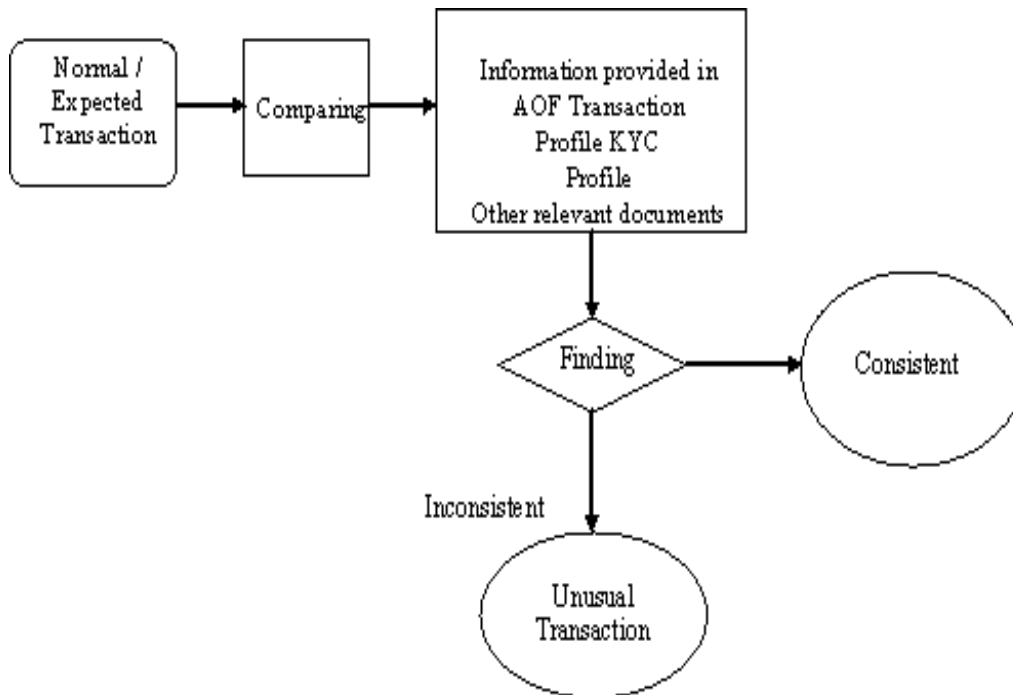 Normal /
Expected
Transaction
Comparing
Information provided in
AOF Transaction
Profile KYC
Profile
Other relevant documents
Finding
Consistent
Inconsistent
Unusual
Transaction